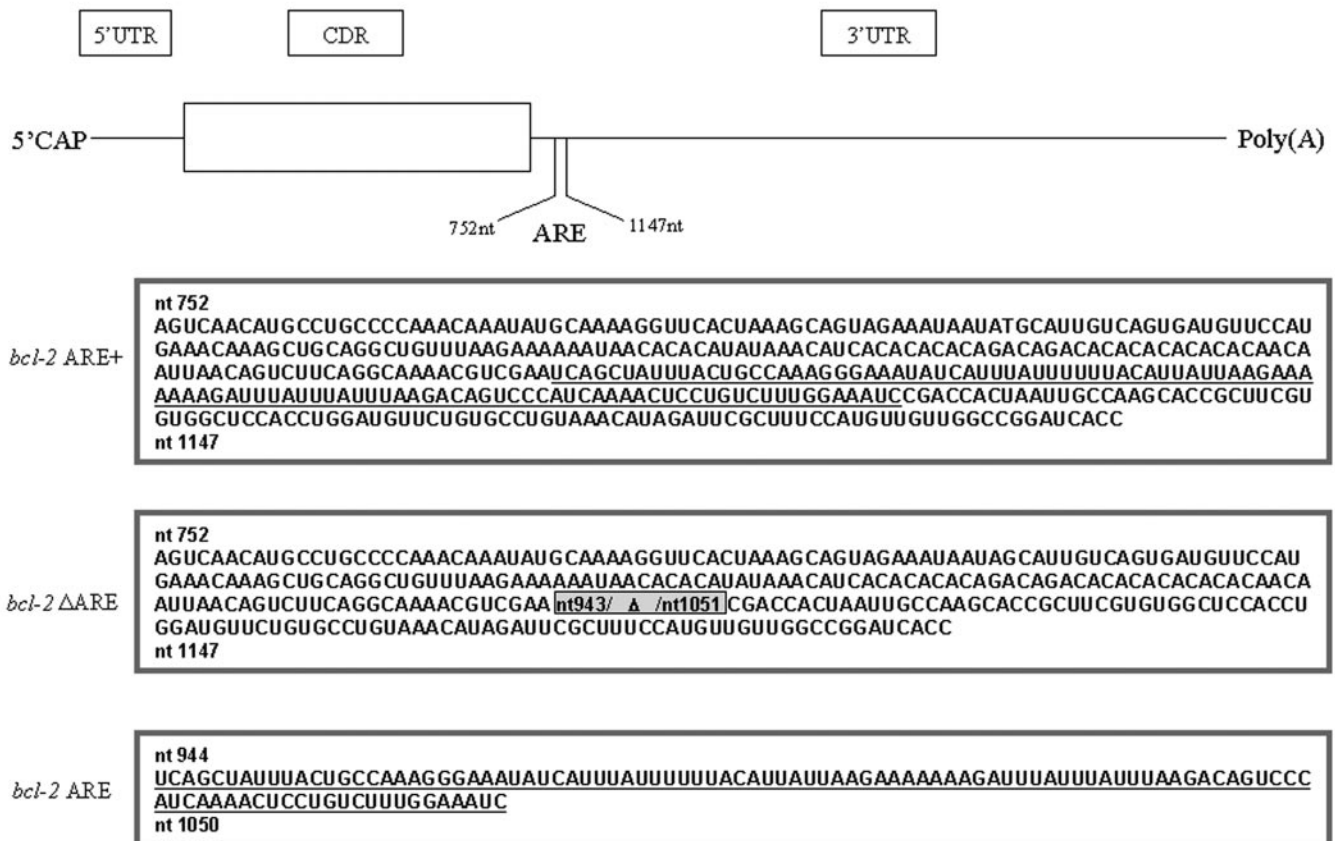 5'UTR CDR 3'UTR
5'CAP Poly(A)
752nt ARE 1147nt
bcl-2 ARE+
nt 752
AGUCAACAUGCCUGCCCCAAACAAAUAUGCAAAAGGUUCACUAAAGCAGUAGAAAUAAUATGCAUUGUCAGUGAUGUUCCAU
GAAACAAAGCUGCAGGCUGUUUAAGAAAAAAUAACACACAUAUAAACAUCACACACACAGACAGACACACACACACACAACA
AUUAACAGUCUUCAGGCAAAACGUCGAAUCAGCUAUUUACUGCCAAAGGGAAAUAUCAUUUAUUUUUUACAUUAUUAAGAAA
AAAAGAUUUAUUUAUUUAAGACAGUCCCAUCAAAACUCCUGUCUUUGGAAAUCCGACCACUAAUUGCCAAGCACCGCUUCGU
GUGGCUCCACCUGGAUGUUCUGUGCCUGUAAACAUAGAUUCGCUUUCCAUGUUGUUGGCCGGAUCACC
nt 1147
bcl-2 ΔARE
nt 752
AGUCAACAUGCCUGCCCCAAACAAAUAUGCAAAAGGUUCACUAAAGCAGUAGAAAUAAUAGCAUUGUCAGUGAUGUUCCAU
GAAACAAAGCUGCAGGCUGUUUAAGAAAAAAUAACACACAUAUAAACAUCACACACACAGACAGACACACACACACACAACA
AUUAACAGUCUUCAGGCAAAACGUCGAA nt943/ Δ /nt1051 CGACCACUAAUUGCCAAGCACCGCUUCGUGUGGCUCCACCU
GGAUGUUCUGUGCCUGUAAACAUAGAUUCGCUUUCCAUGUUGUUGGCCGGAUCACC
nt 1147
bcl-2 ARE
nt 944
UCAGCUAUUUACUGCCAAAGGGAAAUAUCAUUUAUUUUUUACAUUAUUAAGAAAAAAAGAUUUAUUUAUUUAAGACAGUCCC
AUCAAAACUCCUGUCUUUGGAAAUC
nt 1050